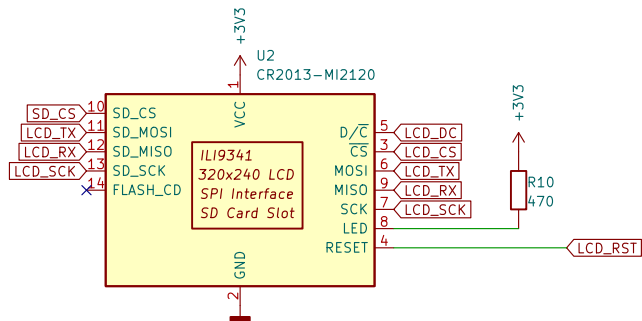 +3V3
U2
CR2013-MI2120
1
VCC
SD_CS 10 SD_CS
LCD_TX 11 SD_MOSI
LCD_RX 12 SD_MISO
LCD_SCK 13 SD_SCK
14 FLASH_CD
ILI9341
320x240 LCD
SPI Interface
SD Card Slot
D/C 5 LCD_DC
CS 3 LCD_CS
MOSI 6 LCD_TX
MISO 9 LCD_RX
SCK 7 LCD_SCK
LED 8
RESET 4 LCD_RST
+3V3
R10
470
GND
2